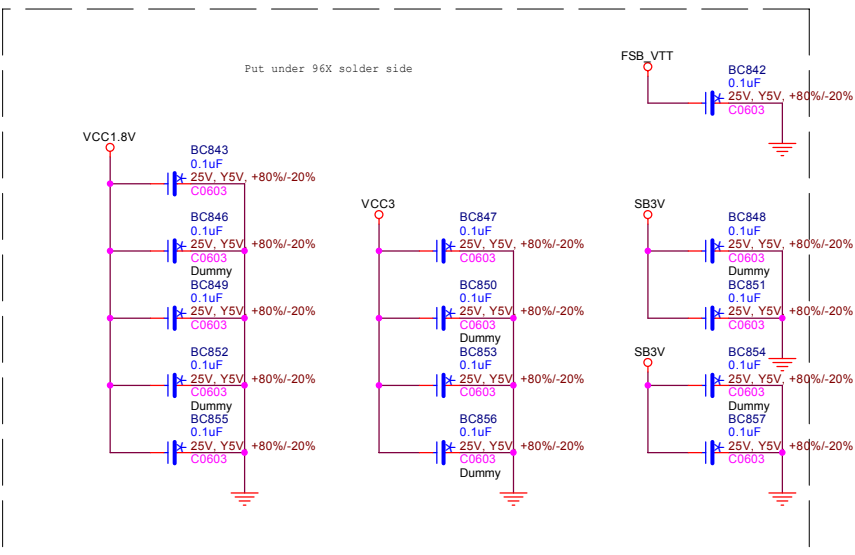 Put under 96X solder side
FSB_VTT
BC842
0.1uF
25V, Y5V, +80%/-20%
C0603
VCC1.8V
BC843
0.1uF
25V, Y5V, +80%/-20%
C0603
BC846
0.1uF
25V, Y5V, +80%/-20%
C0603
Dummy
BC849
0.1uF
25V, Y5V, +80%/-20%
C0603
BC852
0.1uF
25V, Y5V, +80%/-20%
C0603
Dummy
BC855
0.1uF
25V, Y5V, +80%/-20%
C0603
VCC3
BC847
0.1uF
25V, Y5V, +80%/-20%
C0603
BC850
0.1uF
25V, Y5V, +80%/-20%
C0603
Dummy
BC853
0.1uF
25V, Y5V, +80%/-20%
C0603
BC856
0.1uF
25V, Y5V, +80%/-20%
C0603
Dummy
SB3V
BC848
0.1uF
25V, Y5V, +80%/-20%
C0603
Dummy
BC851
0.1uF
25V, Y5V, +80%/-20%
C0603
SB3V
BC854
0.1uF
25V, Y5V, +80%/-20%
C0603
Dummy
BC857
0.1uF
25V, Y5V, +80%/-20%
C0603